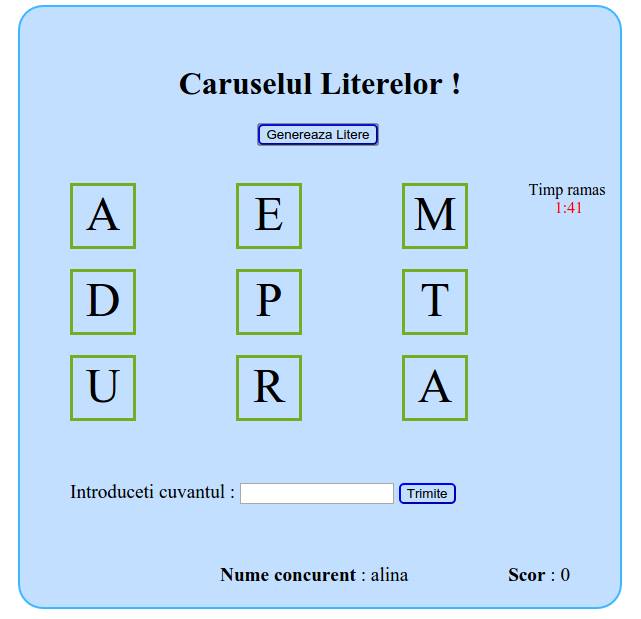 Caruselul Literelor !
Genereaza Litere
A E M
Timp ramas
1:41
D P T
U R A
Introduceti cuvantul : Trimite
Nume concurent : alina Scor : 0